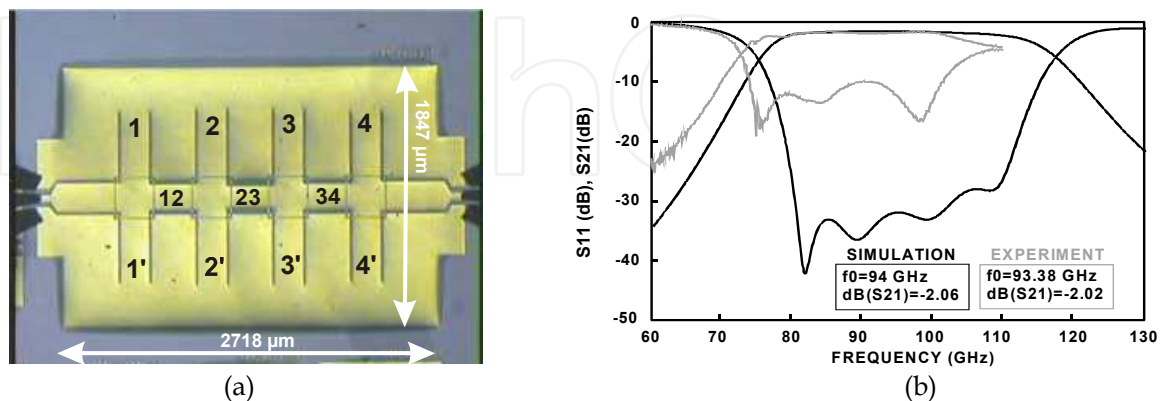 1 2 3 4
12 23 34
1' 2' 3' 4'
1847 µm
2718 µm
(a)
S11 (dB), S21(dB)
0
-10
-20
-30
-40
-50
60 70 80 90 100 110 120 130
FREQUENCY (GHz)
SIMULATION
f0=94 GHz
dB(S21)=-2.06
EXPERIMENT
f0=93.38 GHz
dB(S21)=-2.02
(b)